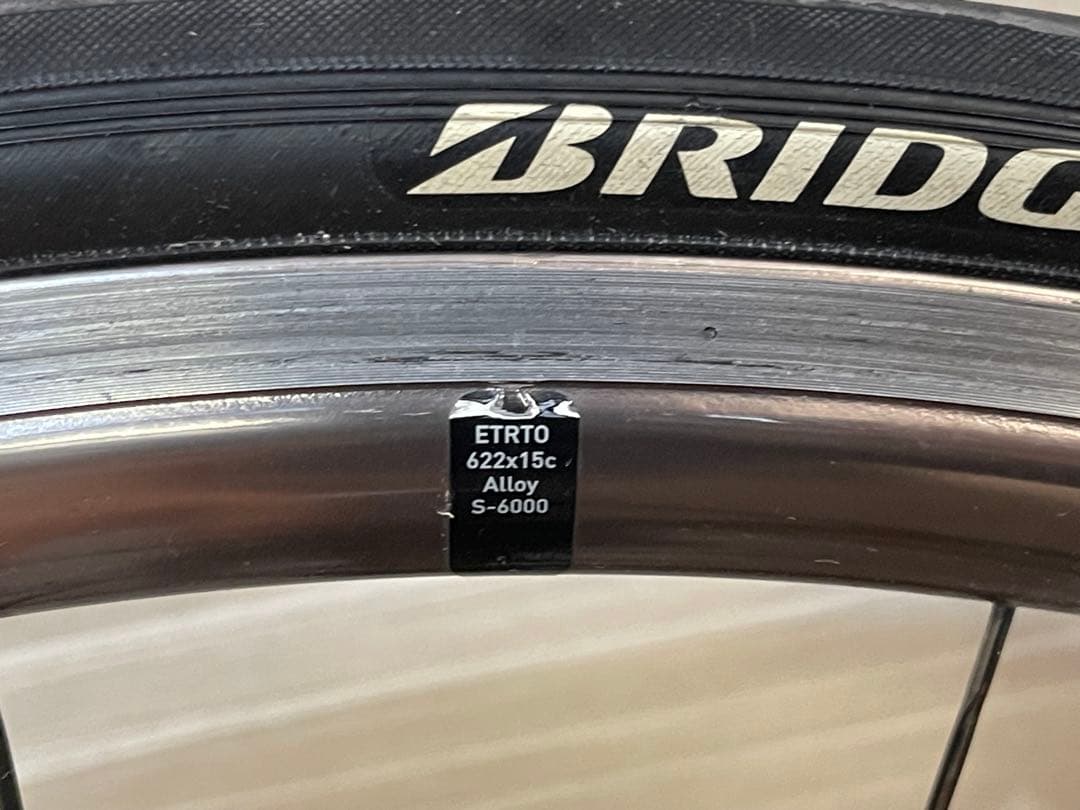 BRIDG
ETRTO
622x15c
Alloy
S-6000